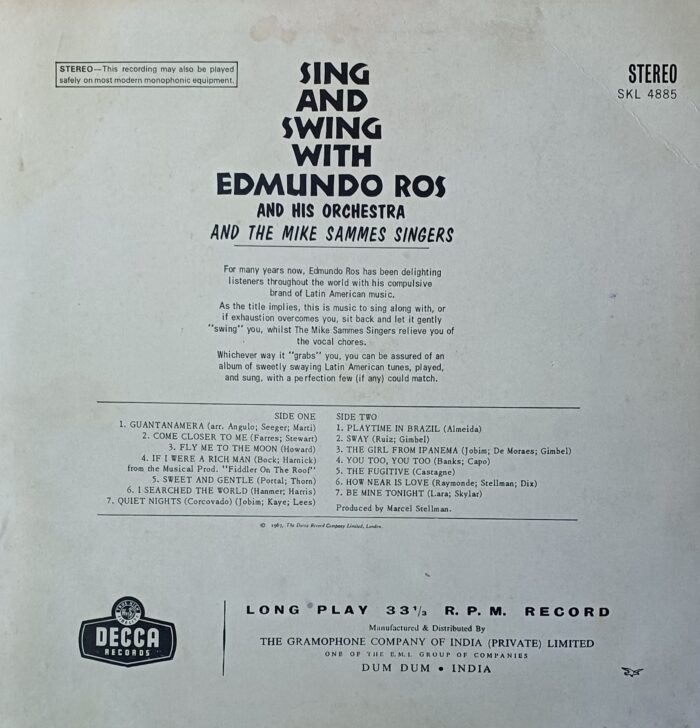 STEREO—This recording may also be played
safely on most modern monophonic equipment.
STEREO
SKL 4885
SING
AND
SWING
WITH
EDMUNDO ROS
AND HIS ORCHESTRA
AND THE MIKE SAMMES SINGERS
For many years now, Edmundo Ros has been delighting
listeners throughout the world with his compulsive
brand of Latin American music.
As the title implies, this is music to sing along with, or
if exhaustion overcomes you, sit back and let it gently
"swing" you, whilst The Mike Sammes Singers relieve you of
the vocal chores.
Whichever way it "grabs" you, you can be assured of an
album of sweetly swaying Latin American tunes, played,
and sung, with a perfection few (if any) could match.
SIDE ONE
1. GUANTANAMERA (arr. Angulo; Seeger; Marti)
2. COME CLOSER TO ME (Farres; Stewart)
3. FLY ME TO THE MOON (Howard)
4. IF I WERE A RICH MAN (Bock; Harnick)
from the Musical Prod. "Fiddler On The Roof"
5. SWEET AND GENTLE (Portal; Thorn)
6. I SEARCHED THE WORLD (Hanmer; Harris)
7. QUIET NIGHTS (Corcovado) (Jobim; Kaye; Lees)
SIDE TWO
1. PLAYTIME IN BRAZIL (Almeida)
2. SWAY (Ruiz; Gimbel)
3. THE GIRL FROM IPANEMA (Jobim; De Moraes; Gimbel)
4. YOU TOO, YOU TOO (Banks; Capo)
5. THE FUGITIVE (Castagne)
6. HOW NEAR IS LOVE (Raymonde; Stellman; Dix)
7. BE MINE TONIGHT (Lara; Skylar)
Produced by Marcel Stellman.
© 1967, The Decca Record Company Limited, London.
DECCA
RECORDS
LONG PLAY 33 1/3 R. P. M. RECORD
Manufactured & Distributed By
THE GRAMOPHONE COMPANY OF INDIA (PRIVATE) LIMITED
ONE OF THE E.M.I. GROUP OF COMPANIES
DUM DUM • INDIA